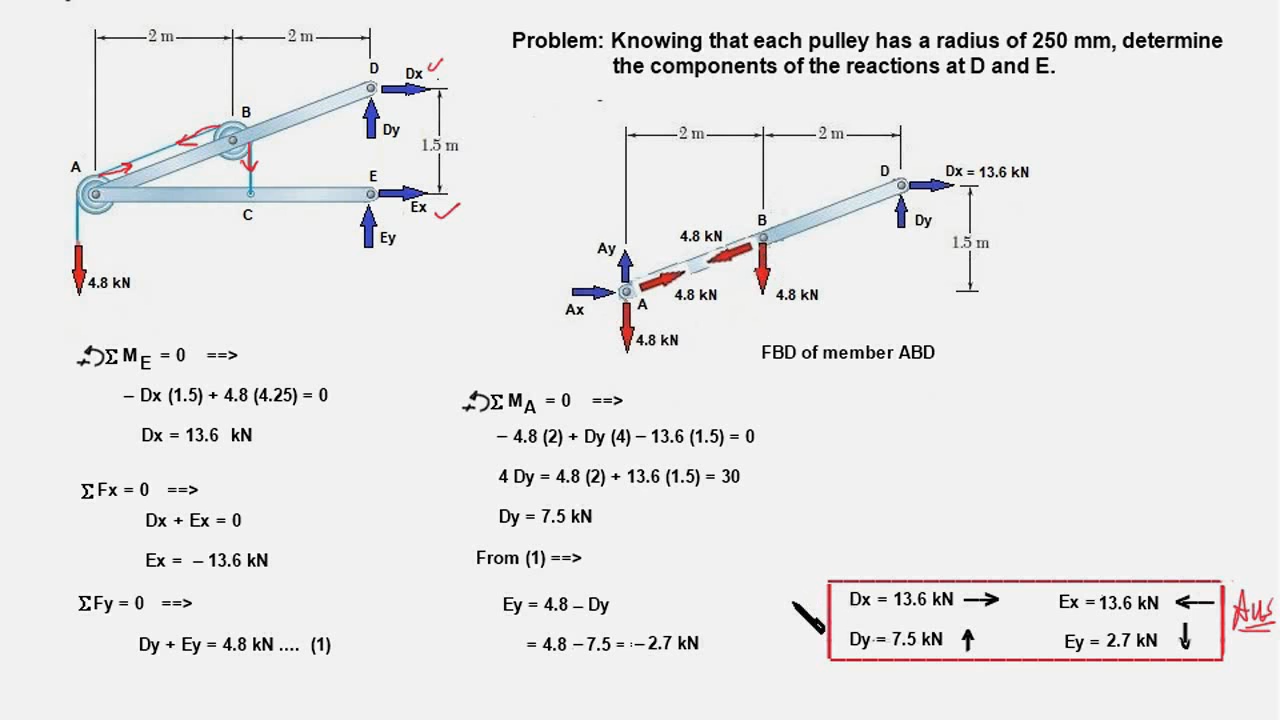 Problem: Knowing that each pulley has a radius of 250 mm, determine
the components of the reactions at D and E.
2 m
2 m
D
Dx
B
Dy
1.5 m
A
E
C
Ex
Ey
4.8 kN
2 m
2 m
D
Dx = 13.6 kN
B
Dy
4.8 kN
Ay
1.5 m
4.8 kN
4.8 kN
Ax
A
4.8 kN
FBD of member ABD
+ Σ M E = 0 ==>
– Dx (1.5) + 4.8 (4.25) = 0
Dx = 13.6 kN
Σ Fx = 0 ==>
Dx + Ex = 0
Ex = – 13.6 kN
Σ Fy = 0 ==>
Dy + Ey = 4.8 kN .... (1)
+ Σ M A = 0 ==>
– 4.8 (2) + Dy (4) – 13.6 (1.5) = 0
4 Dy = 4.8 (2) + 13.6 (1.5) = 30
Dy = 7.5 kN
From (1) ==>
Ey = 4.8 – Dy
= 4.8 – 7.5 = – 2.7 kN
Dx = 13.6 kN → Ex = 13.6 kN ←
Dy = 7.5 kN ↑ Ey = 2.7 kN ↓
Ans